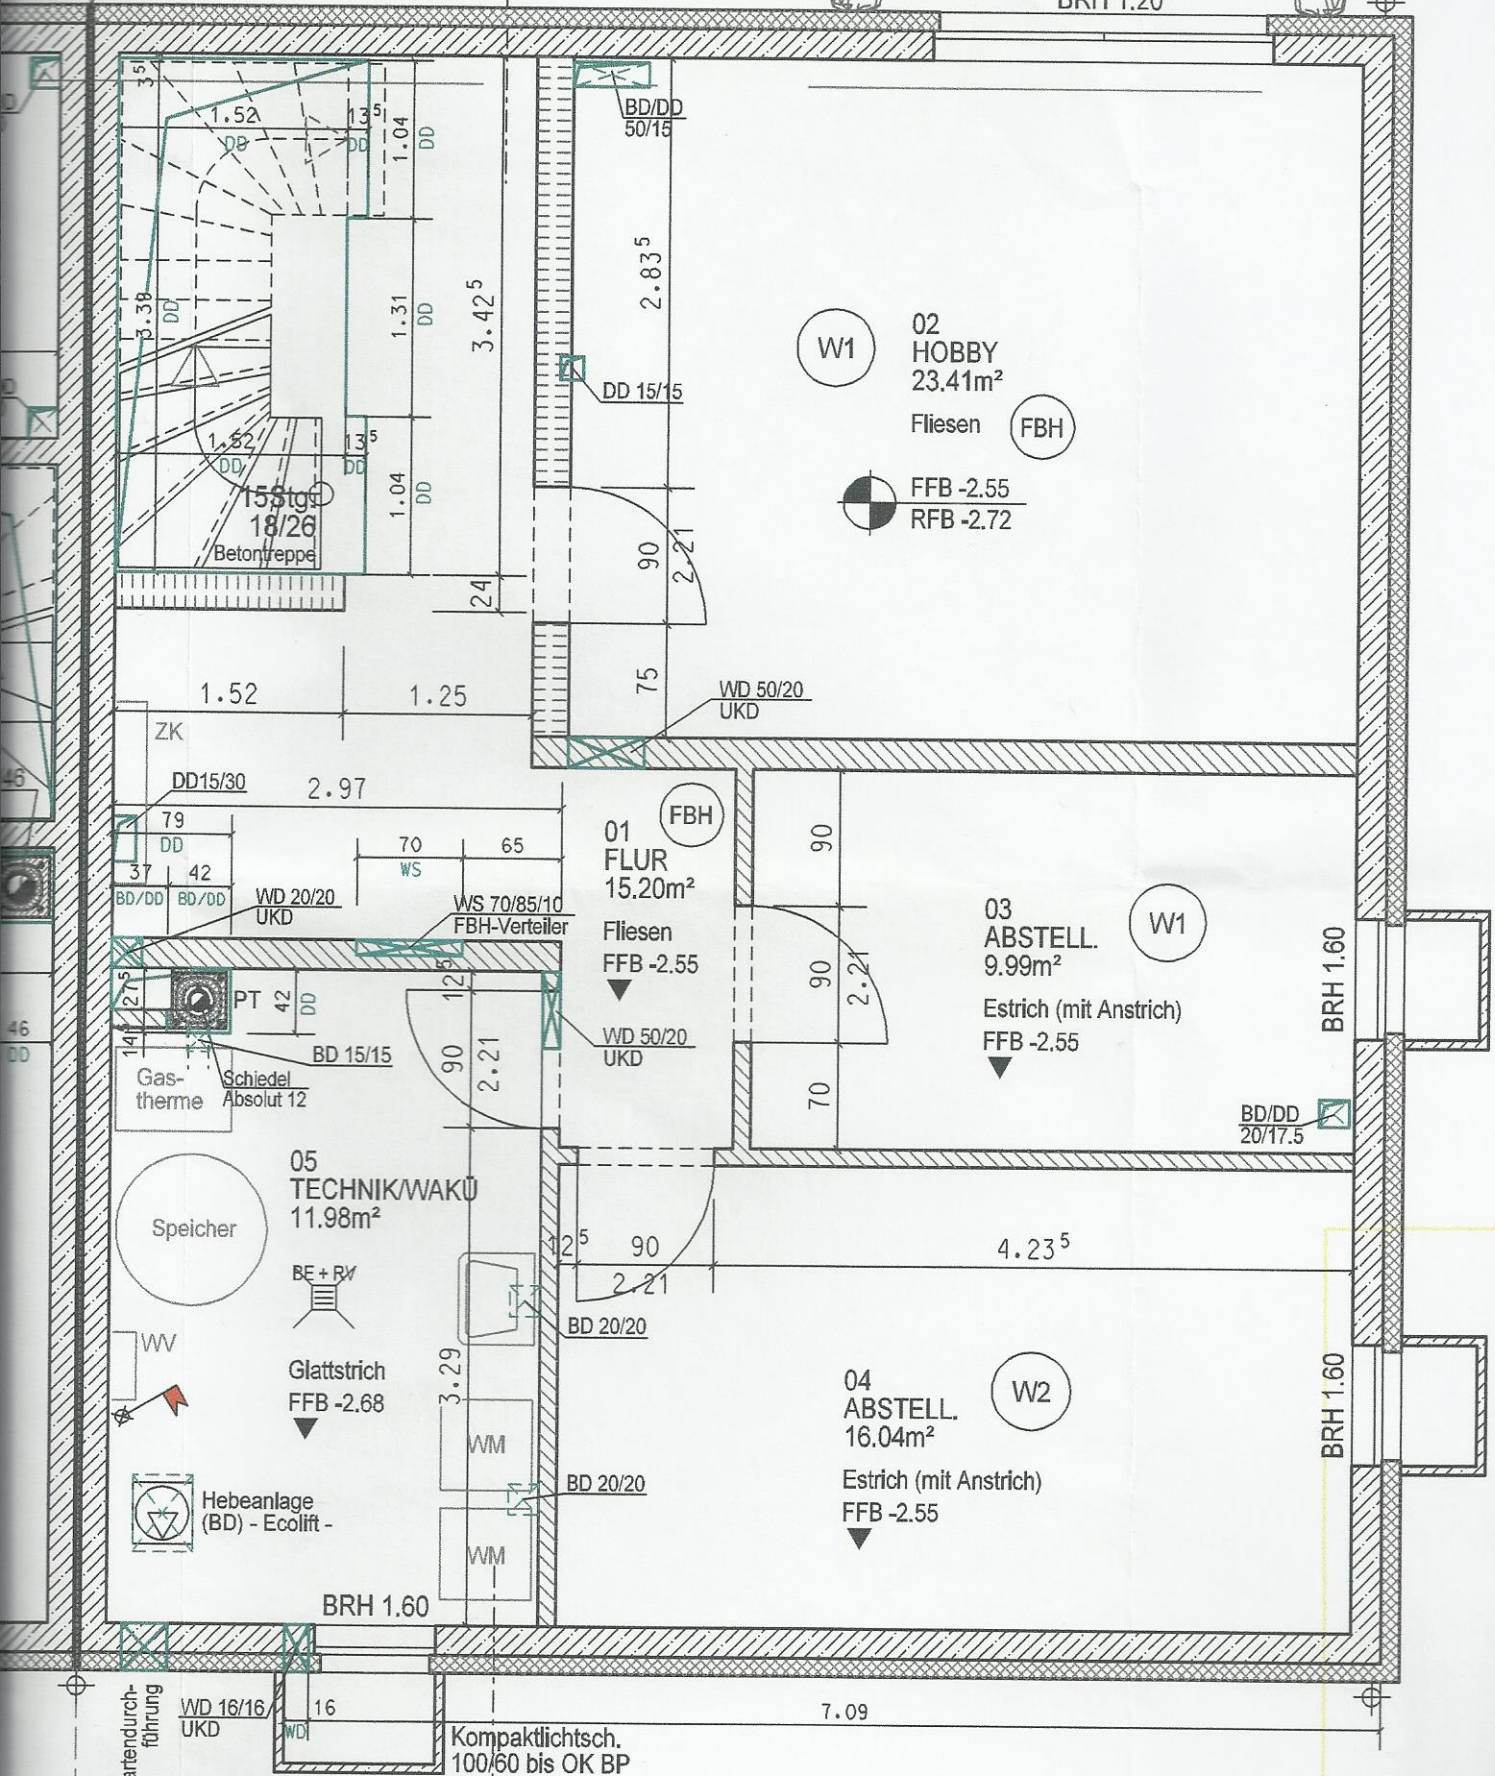 BRH 1.20
3⁵
1.52
DD
13⁵
DD
1.04
DD
BD/DD
50/15
2.83⁵
3.39
DD
1.31
DD
3.42⁵
W1
02
HOBBY
23.41m²
Fliesen
FBH
DD 15/15
1.52
DD
13⁵
DD
1.04
DD
15Stg.
18/26
Betontreppe
FFB -2.55
RFB -2.72
90
2.21
24
75
1.52
1.25
WD 50/20
UKD
ZK
DD15/30
2.97
79
DD
37
42
BD/DD
BD/DD
70
WS
65
WD 20/20
UKD
WS 70/85/10
FBH-Verteiler
FBH
01
FLUR
15.20m²
Fliesen
FFB -2.55
90
90
2.21
70
03
ABSTELL.
9.99m²
W1
Estrich (mit Anstrich)
FFB -2.55
BRH 1.60
BD/DD
20/17.5
46
46
DD
27⁵
14⁵
PT
42
DD
12⁵
90
2.21
WD 50/20
UKD
BD 15/15
Gas-
therme
Schiedel
Absolut 12
05
TECHNIK/WAKÜ
11.98m²
Speicher
BE + RV
12⁵
90
2.21
4.23⁵
BD 20/20
WV
Glattstrich
FFB -2.68
3.29
WM
BD 20/20
WM
04
ABSTELL.
16.04m²
W2
Estrich (mit Anstrich)
FFB -2.55
BRH 1.60
Hebeanlage
(BD) - Ecolift -
BRH 1.60
artendurch-
führung
WD 16/16
UKD
WD
16
7.09
Kompaktlichtsch.
100/60 bis OK BP